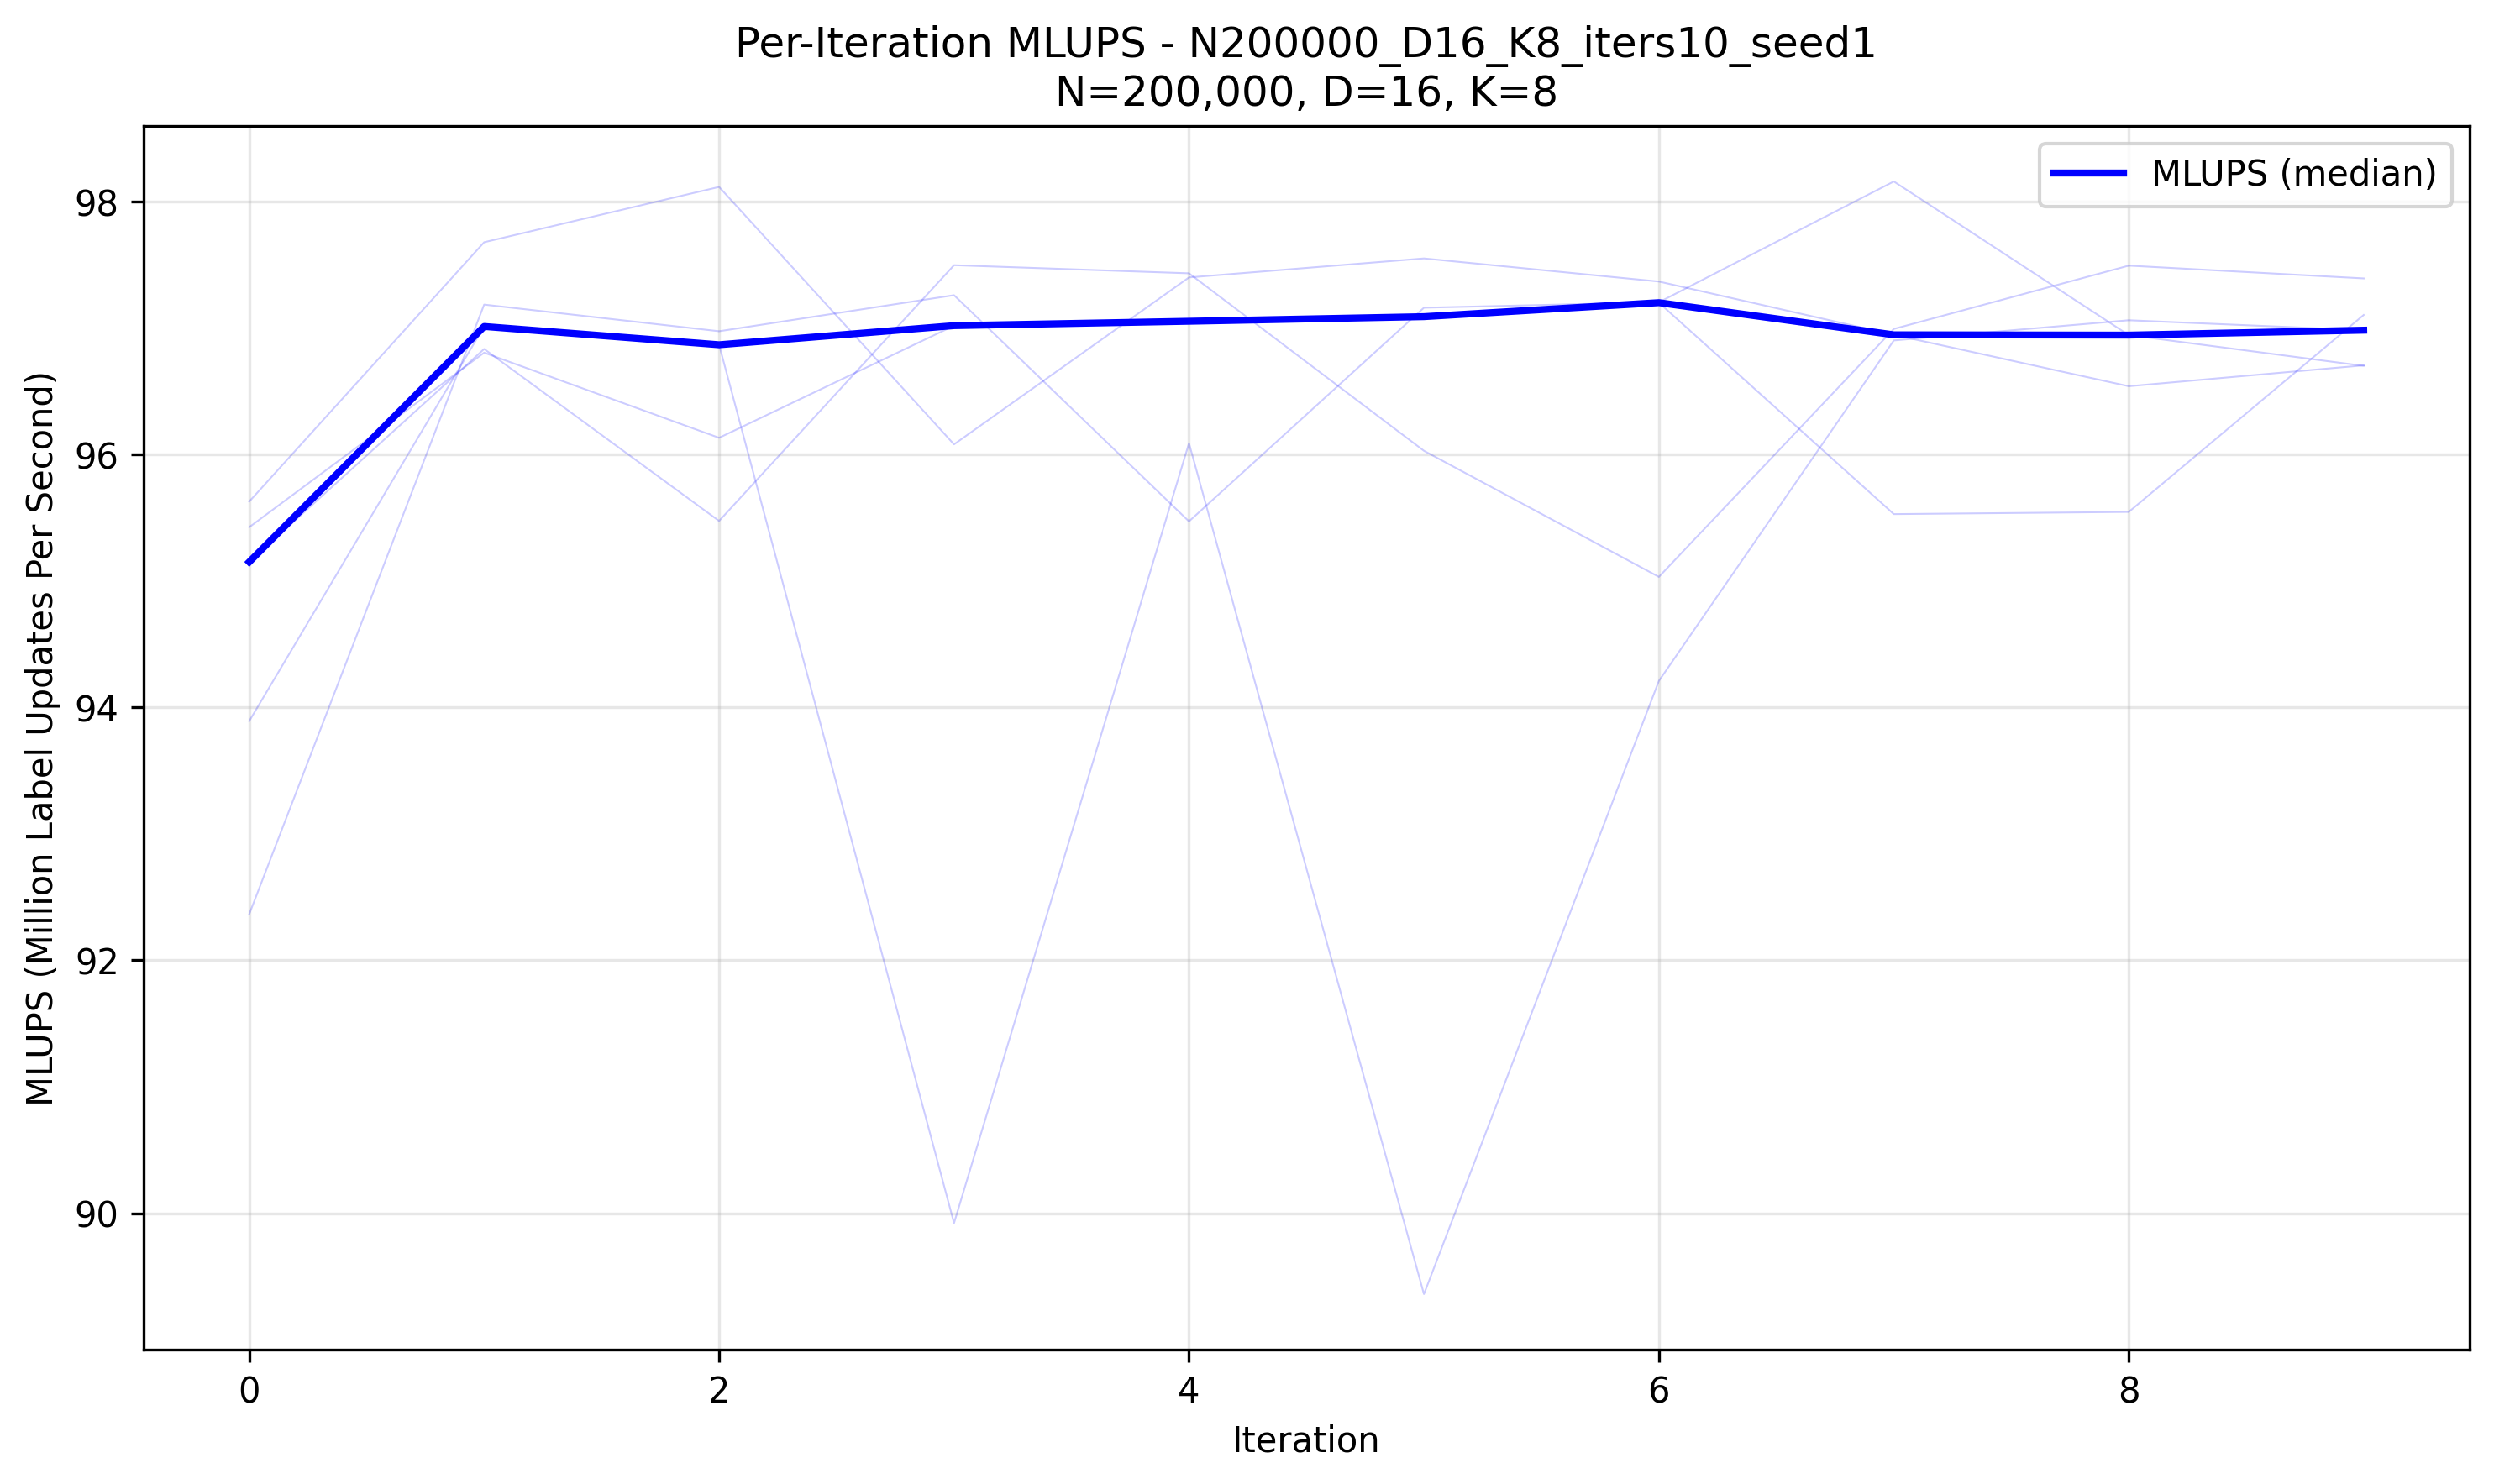 Per-Iteration MLUPS - N200000_D16_K8_iters10_seed1
N=200,000, D=16, K=8
MLUPS (median)
MLUPS (Million Label Updates Per Second)
98
96
94
92
90
0 2 4 6 8
Iteration